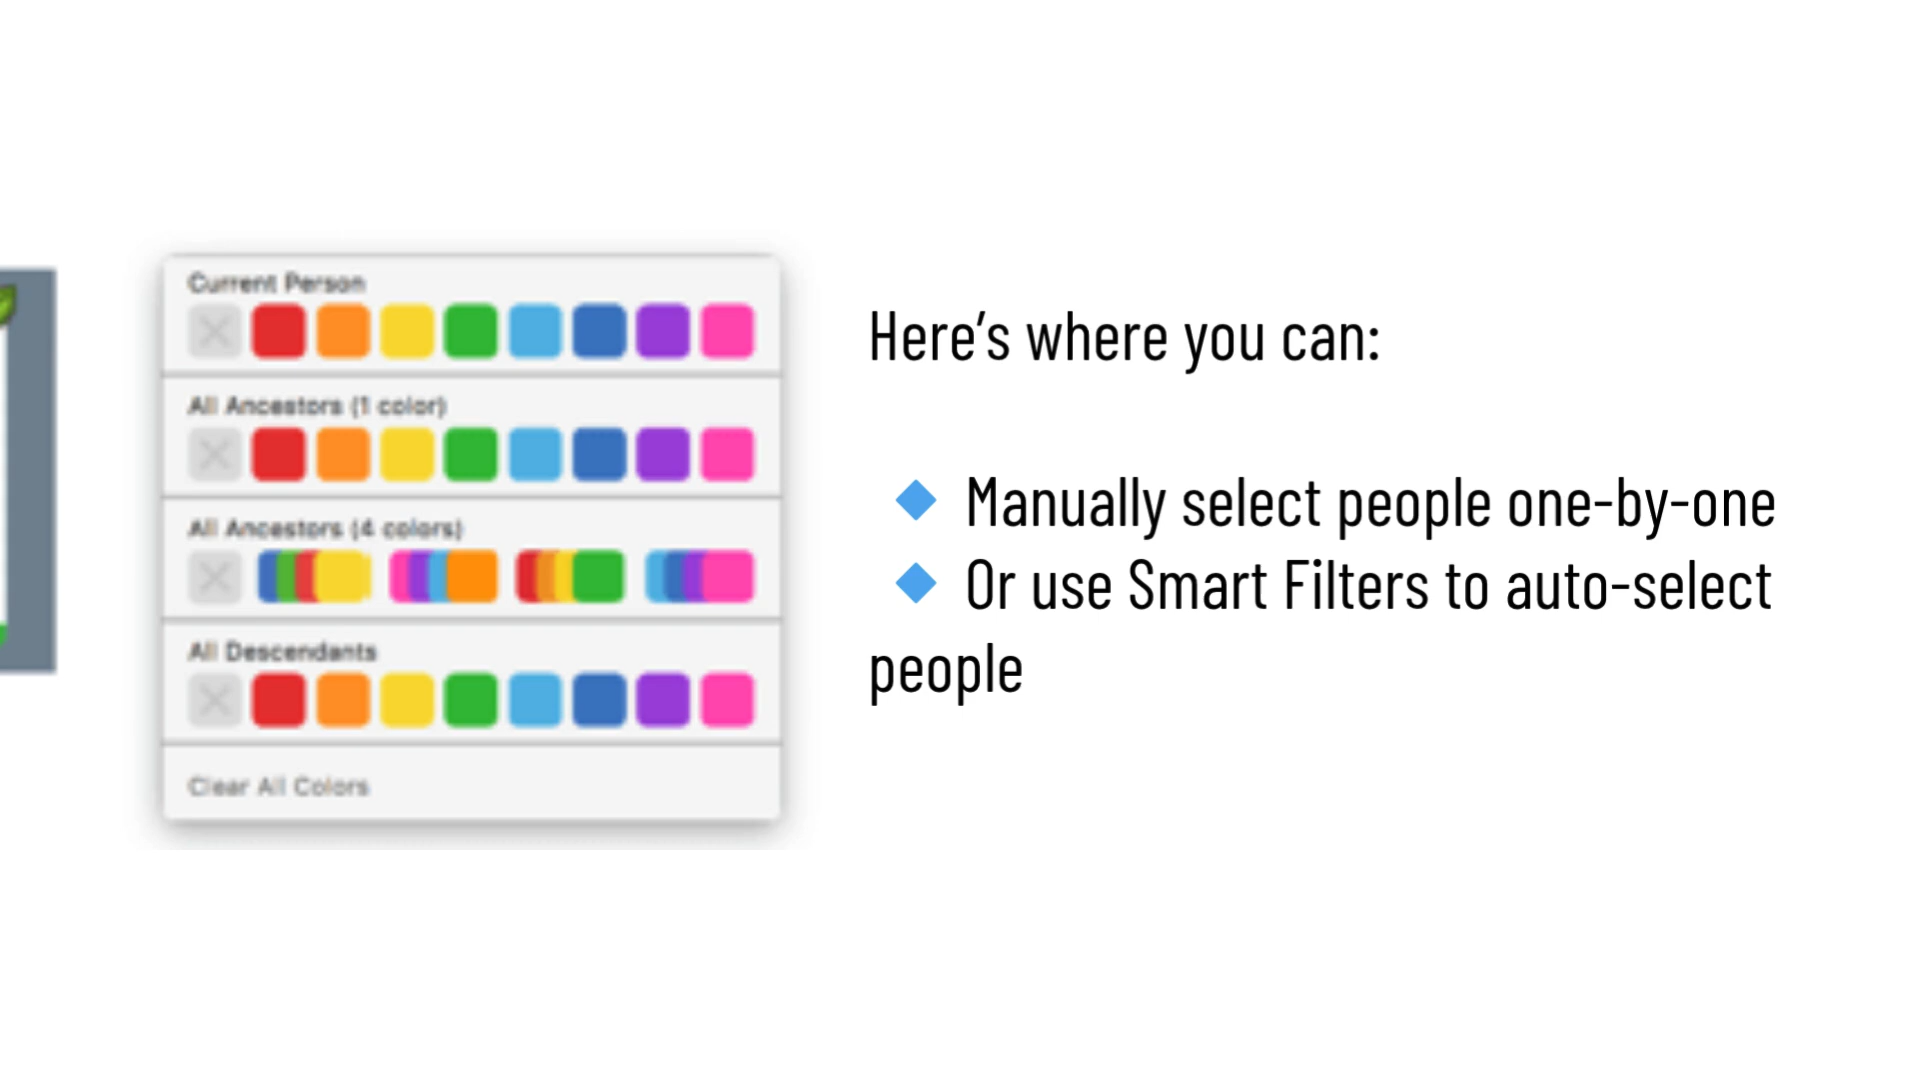 Current Person
All Ancestors (1 color)
All Ancestors (4 colors)
All Descendants
Clear All Colors
Here’s where you can:
🔹 Manually select people one-by-one
🔹 Or use Smart Filters to auto-select
people